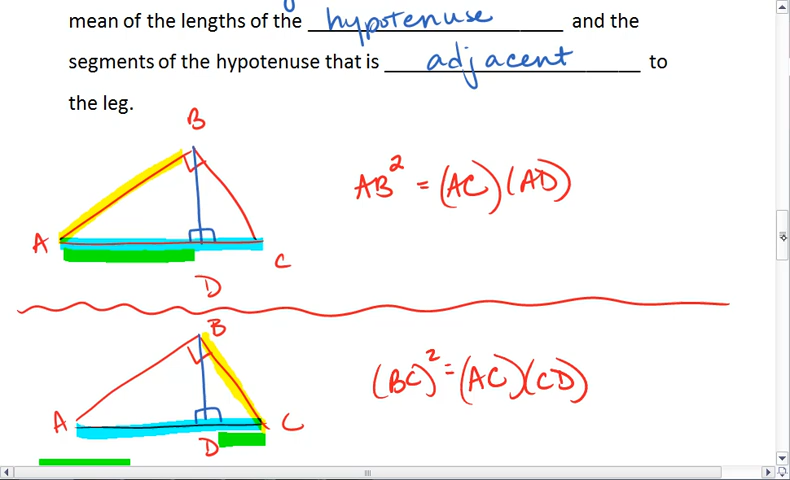 mean of the lengths of the hypotenuse and the
segments of the hypotenuse that is adjacent to
the leg.
B
AB² = (AC)(AD)
A
C
D
B
(BC)² = (AC)(CD)
A
C
D